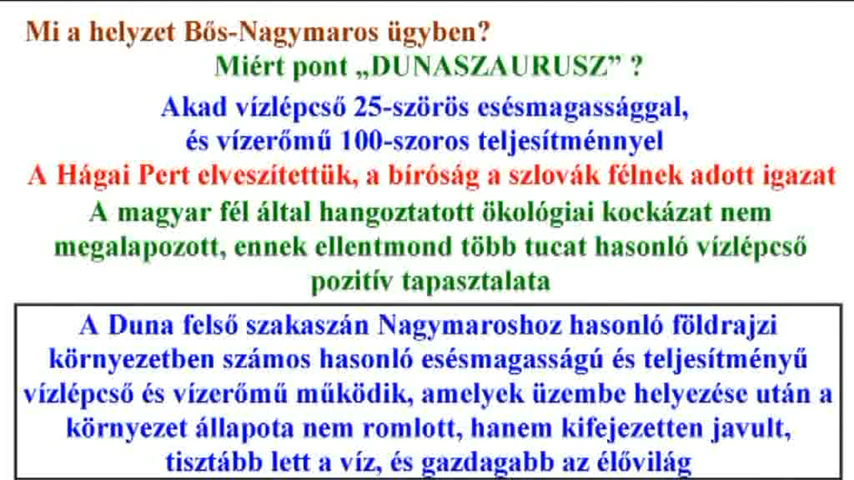 Mi a helyzet Bős-Nagymaros ügyben?
Miért pont „DUNASZAURUSZ” ?
Akad vízlépcső 25-szörös esésmagassággal,
és vízerőmű 100-szoros teljesítménnyel
A Hágai Pert elveszítettük, a bíróság a szlovák félnek adott igazat
A magyar fél által hangoztatott ökológiai kockázat nem
megalapozott, ennek ellentmond több tucat hasonló vízlépcső
pozitív tapasztalata
A Duna felső szakaszán Nagymaroshoz hasonló földrajzi
környezetben számos hasonló esésmagasságú és teljesítményű
vízlépcső és vízerőmű működik, amelyek üzembe helyezése után a
környezet állapota nem romlott, hanem kifejezetten javult,
tisztább lett a víz, és gazdagabb az élővilág